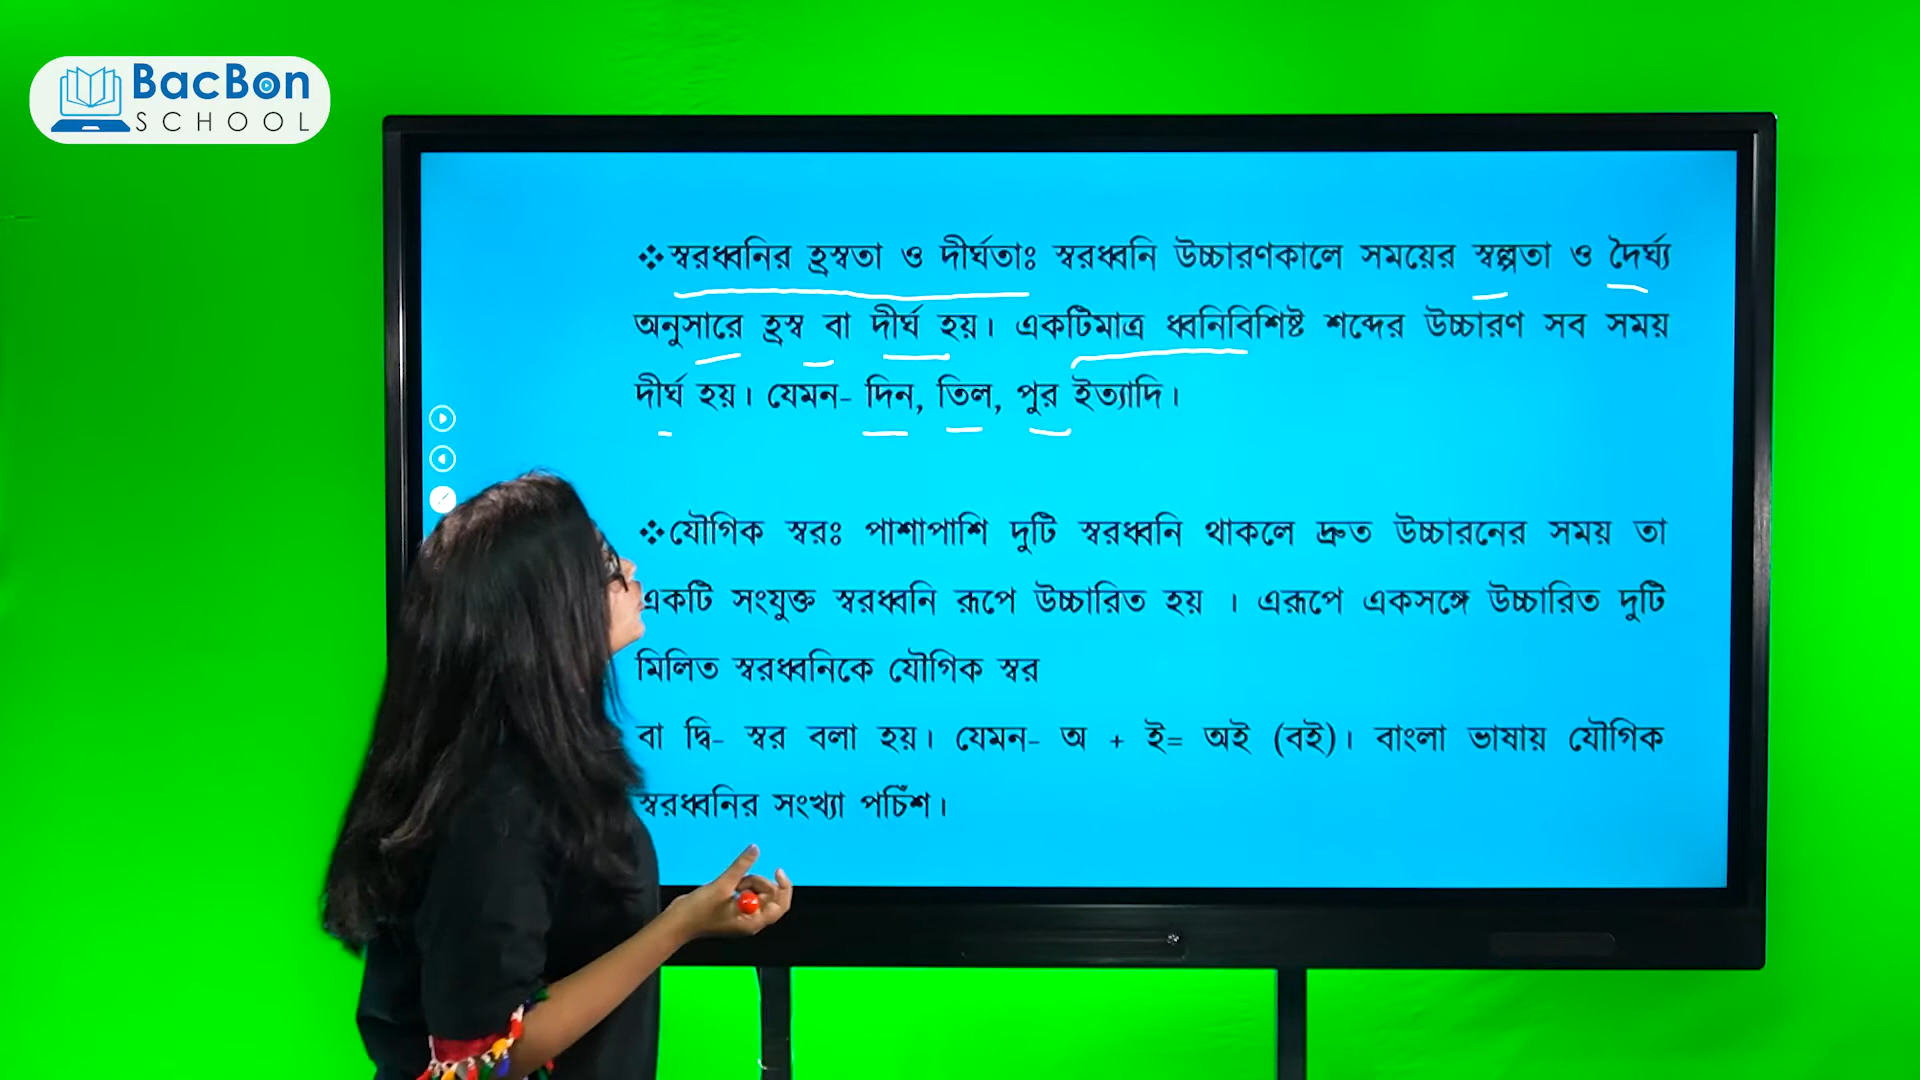 BacBon
SCHOOL
❖স্বরধ্বনির হ্রস্বতা ও দীর্ঘতাঃ স্বরধ্বনি উচ্চারণকালে সময়ের স্বল্পতা ও দৈর্ঘ্য
অনুসারে হ্রস্ব বা দীর্ঘ হয়। একটিমাত্র ধ্বনিবিশিষ্ট শব্দের উচ্চারণ সব সময়
দীর্ঘ হয়। যেমন- দিন, তিল, পুর ইত্যাদি।
❖যৌগিক স্বরঃ পাশাপাশি দুটি স্বরধ্বনি থাকলে দ্রুত উচ্চারনের সময় তা
একটি সংযুক্ত স্বরধ্বনি রূপে উচ্চারিত হয় । এরূপে একসঙ্গে উচ্চারিত দুটি
মিলিত স্বরধ্বনিকে যৌগিক স্বর
বা দ্বি- স্বর বলা হয়। যেমন- অ + ই= অই (বই)। বাংলা ভাষায় যৌগিক
স্বরধ্বনির সংখ্যা পচিঁশ।